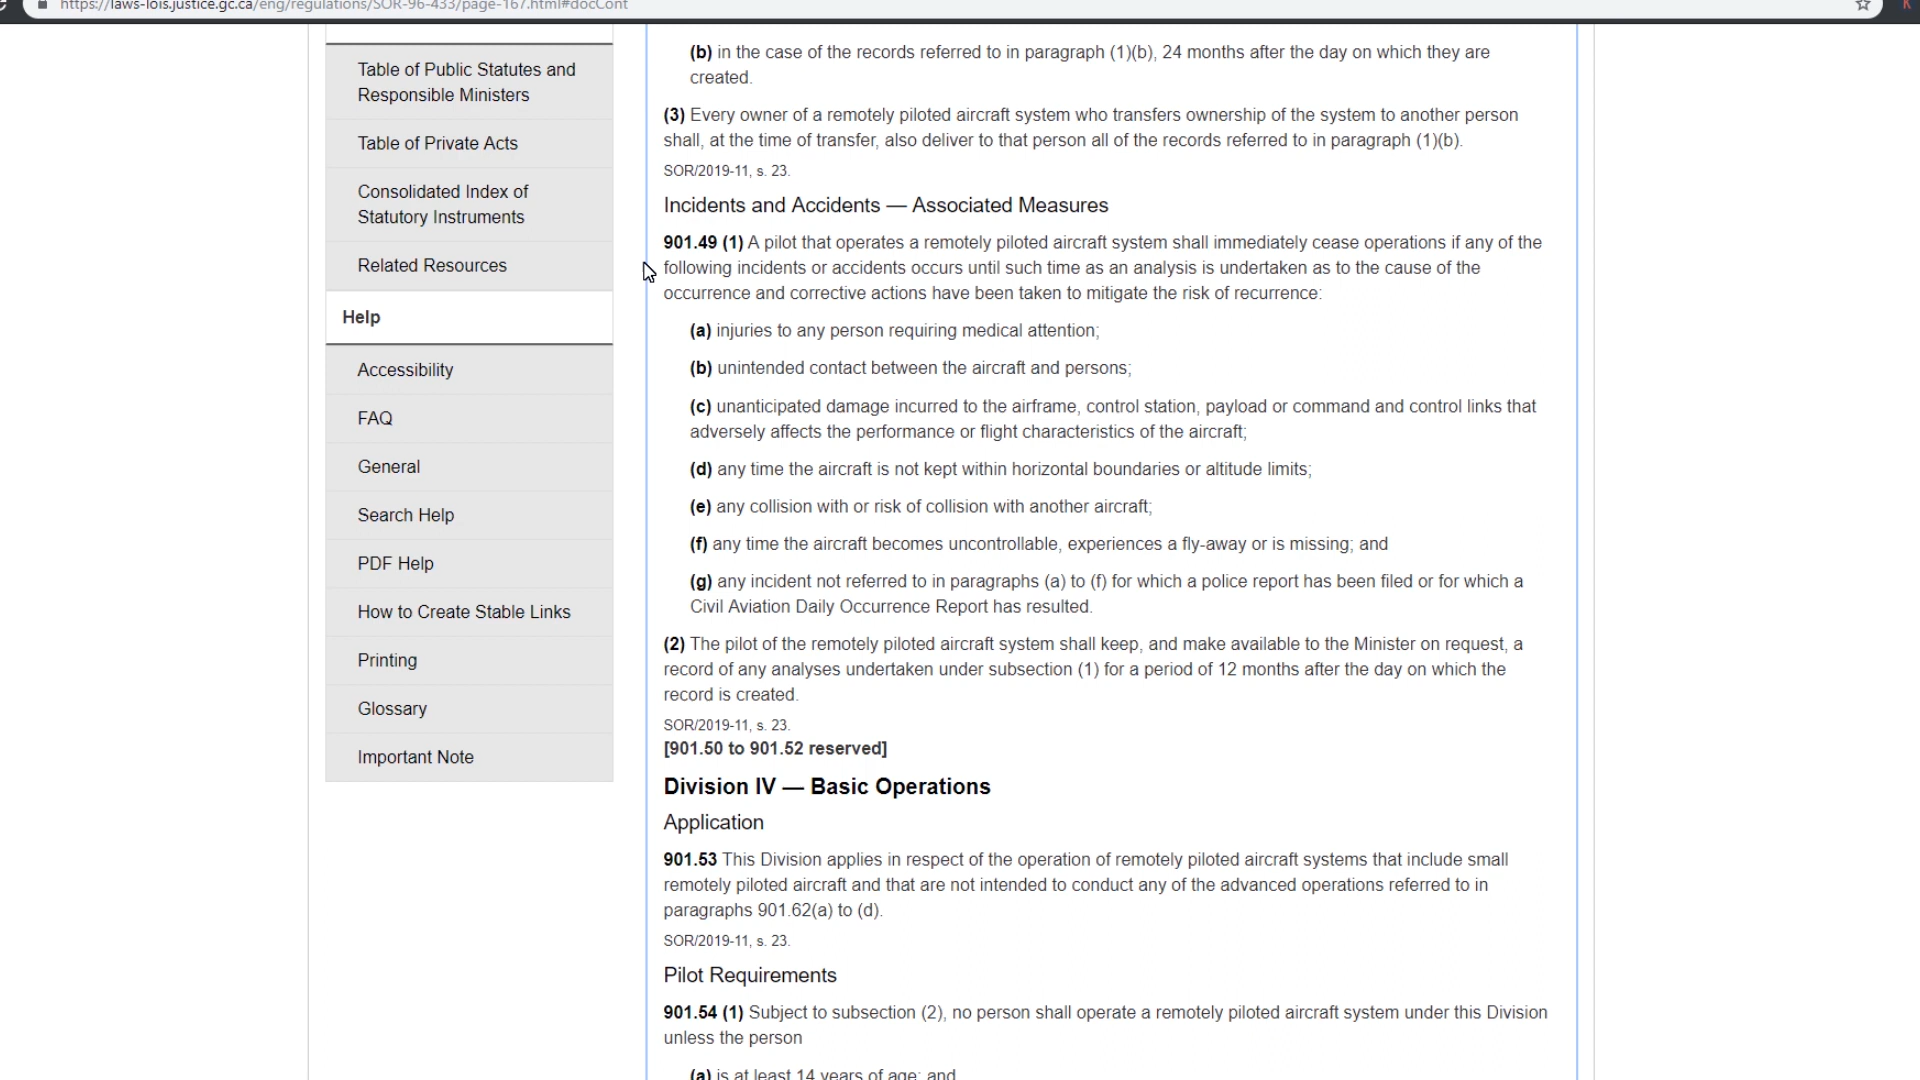 https://laws-lois.justice.gc.ca/eng/regulations/SOR-96-433/page-167.html#docCont
Table of Public Statutes and
Responsible Ministers
Table of Private Acts
Consolidated Index of
Statutory Instruments
Related Resources
Help
Accessibility
FAQ
General
Search Help
PDF Help
How to Create Stable Links
Printing
Glossary
Important Note
(b) in the case of the records referred to in paragraph (1)(b), 24 months after the day on which they are
created.
(3) Every owner of a remotely piloted aircraft system who transfers ownership of the system to another person
shall, at the time of transfer, also deliver to that person all of the records referred to in paragraph (1)(b).
SOR/2019-11, s. 23.
Incidents and Accidents — Associated Measures
901.49 (1) A pilot that operates a remotely piloted aircraft system shall immediately cease operations if any of the
following incidents or accidents occurs until such time as an analysis is undertaken as to the cause of the
occurrence and corrective actions have been taken to mitigate the risk of recurrence:
(a) injuries to any person requiring medical attention;
(b) unintended contact between the aircraft and persons;
(c) unanticipated damage incurred to the airframe, control station, payload or command and control links that
adversely affects the performance or flight characteristics of the aircraft;
(d) any time the aircraft is not kept within horizontal boundaries or altitude limits;
(e) any collision with or risk of collision with another aircraft;
(f) any time the aircraft becomes uncontrollable, experiences a fly-away or is missing; and
(g) any incident not referred to in paragraphs (a) to (f) for which a police report has been filed or for which a
Civil Aviation Daily Occurrence Report has resulted.
(2) The pilot of the remotely piloted aircraft system shall keep, and make available to the Minister on request, a
record of any analyses undertaken under subsection (1) for a period of 12 months after the day on which the
record is created.
SOR/2019-11, s. 23.
[901.50 to 901.52 reserved]
Division IV — Basic Operations
Application
901.53 This Division applies in respect of the operation of remotely piloted aircraft systems that include small
remotely piloted aircraft and that are not intended to conduct any of the advanced operations referred to in
paragraphs 901.62(a) to (d).
SOR/2019-11, s. 23.
Pilot Requirements
901.54 (1) Subject to subsection (2), no person shall operate a remotely piloted aircraft system under this Division
unless the person
(a) is at least 14 years of age; and